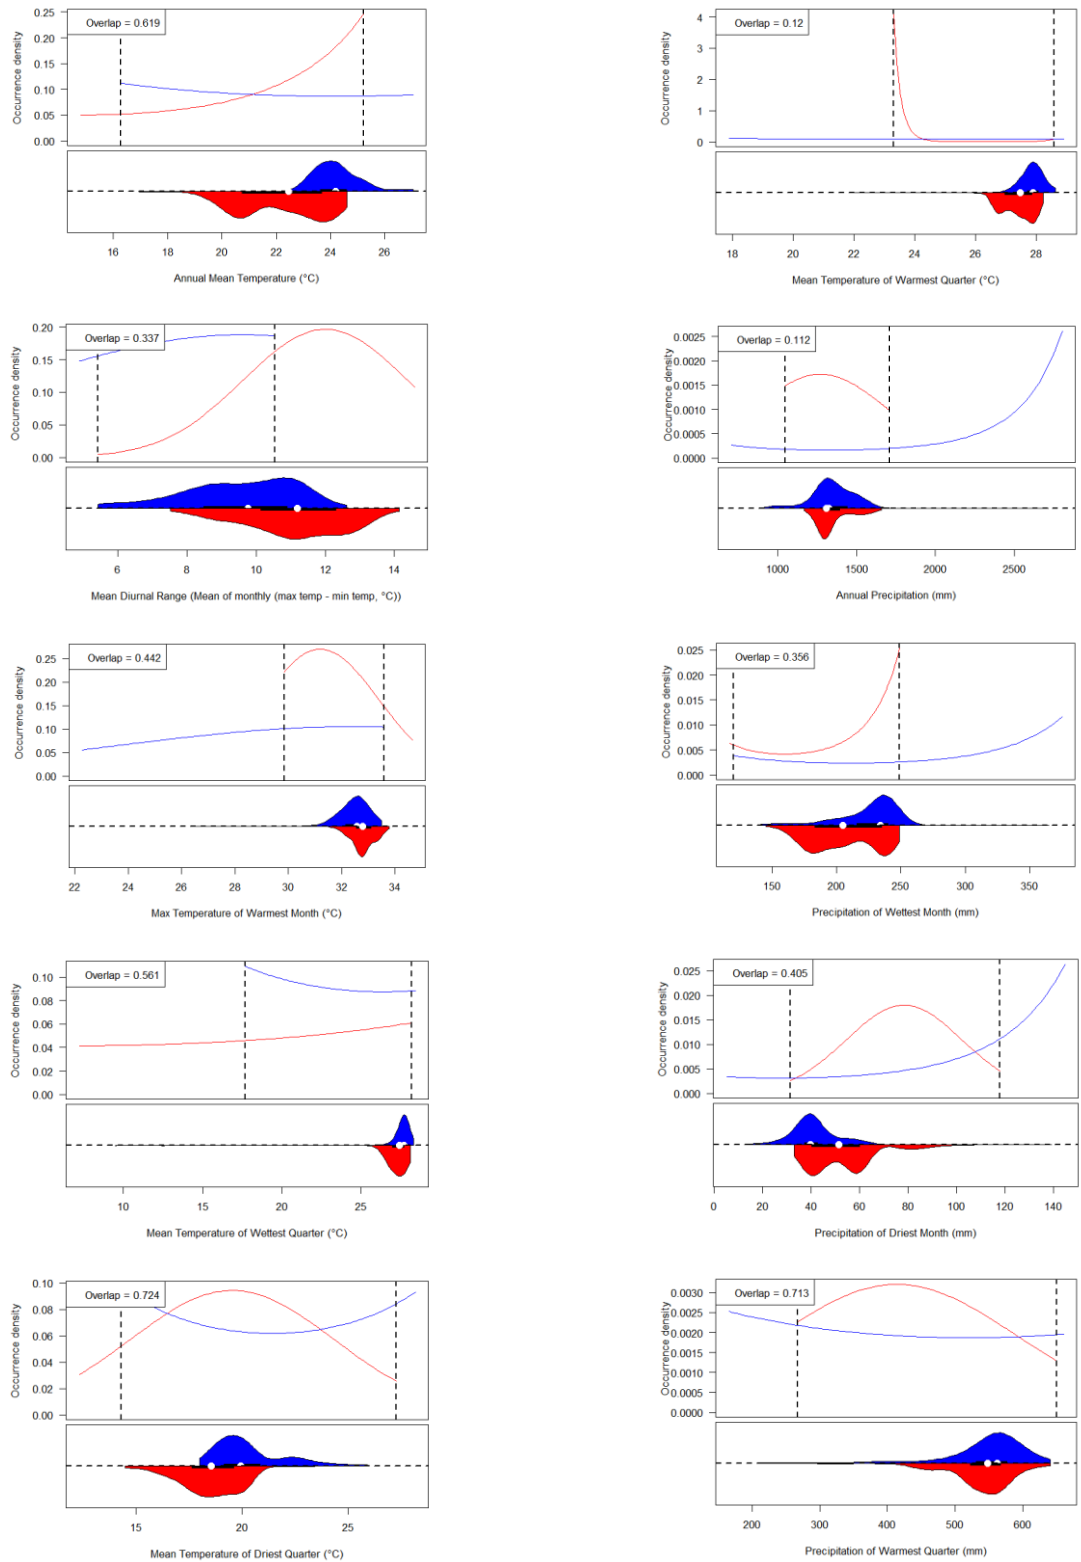 Overlap = 0.619
Occurrence density
0.25
0.20
0.15
0.10
0.05
0.00
16 18 20 22 24 26
Annual Mean Temperature (°C)
Overlap = 0.12
Occurrence density
4
3
2
1
0
18 20 22 24 26 28
Mean Temperature of Warmest Quarter (°C)
Overlap = 0.337
Occurrence density
0.20
0.15
0.10
0.05
0.00
6 8 10 12 14
Mean Diurnal Range (Mean of monthly (max temp - min temp, °C))
Overlap = 0.112
Occurrence density
0.0025
0.0020
0.0015
0.0010
0.0005
0.0000
1000 1500 2000 2500
Annual Precipitation (mm)
Overlap = 0.442
Occurrence density
0.25
0.20
0.15
0.10
0.05
0.00
22 24 26 28 30 32 34
Max Temperature of Warmest Month (°C)
Overlap = 0.356
Occurrence density
0.025
0.020
0.015
0.010
0.005
0.000
150 200 250 300 350
Precipitation of Wettest Month (mm)
Overlap = 0.561
Occurrence density
0.10
0.08
0.06
0.04
0.02
0.00
10 15 20 25
Mean Temperature of Wettest Quarter (°C)
Overlap = 0.405
Occurrence density
0.025
0.020
0.015
0.010
0.005
0.000
0 20 40 60 80 100 120 140
Precipitation of Driest Month (mm)
Overlap = 0.724
Occurrence density
0.10
0.08
0.06
0.04
0.02
0.00
15 20 25
Mean Temperature of Driest Quarter (°C)
Overlap = 0.713
Occurrence density
0.0030
0.0025
0.0020
0.0015
0.0010
0.0005
0.0000
200 300 400 500 600
Precipitation of Warmest Quarter (mm)